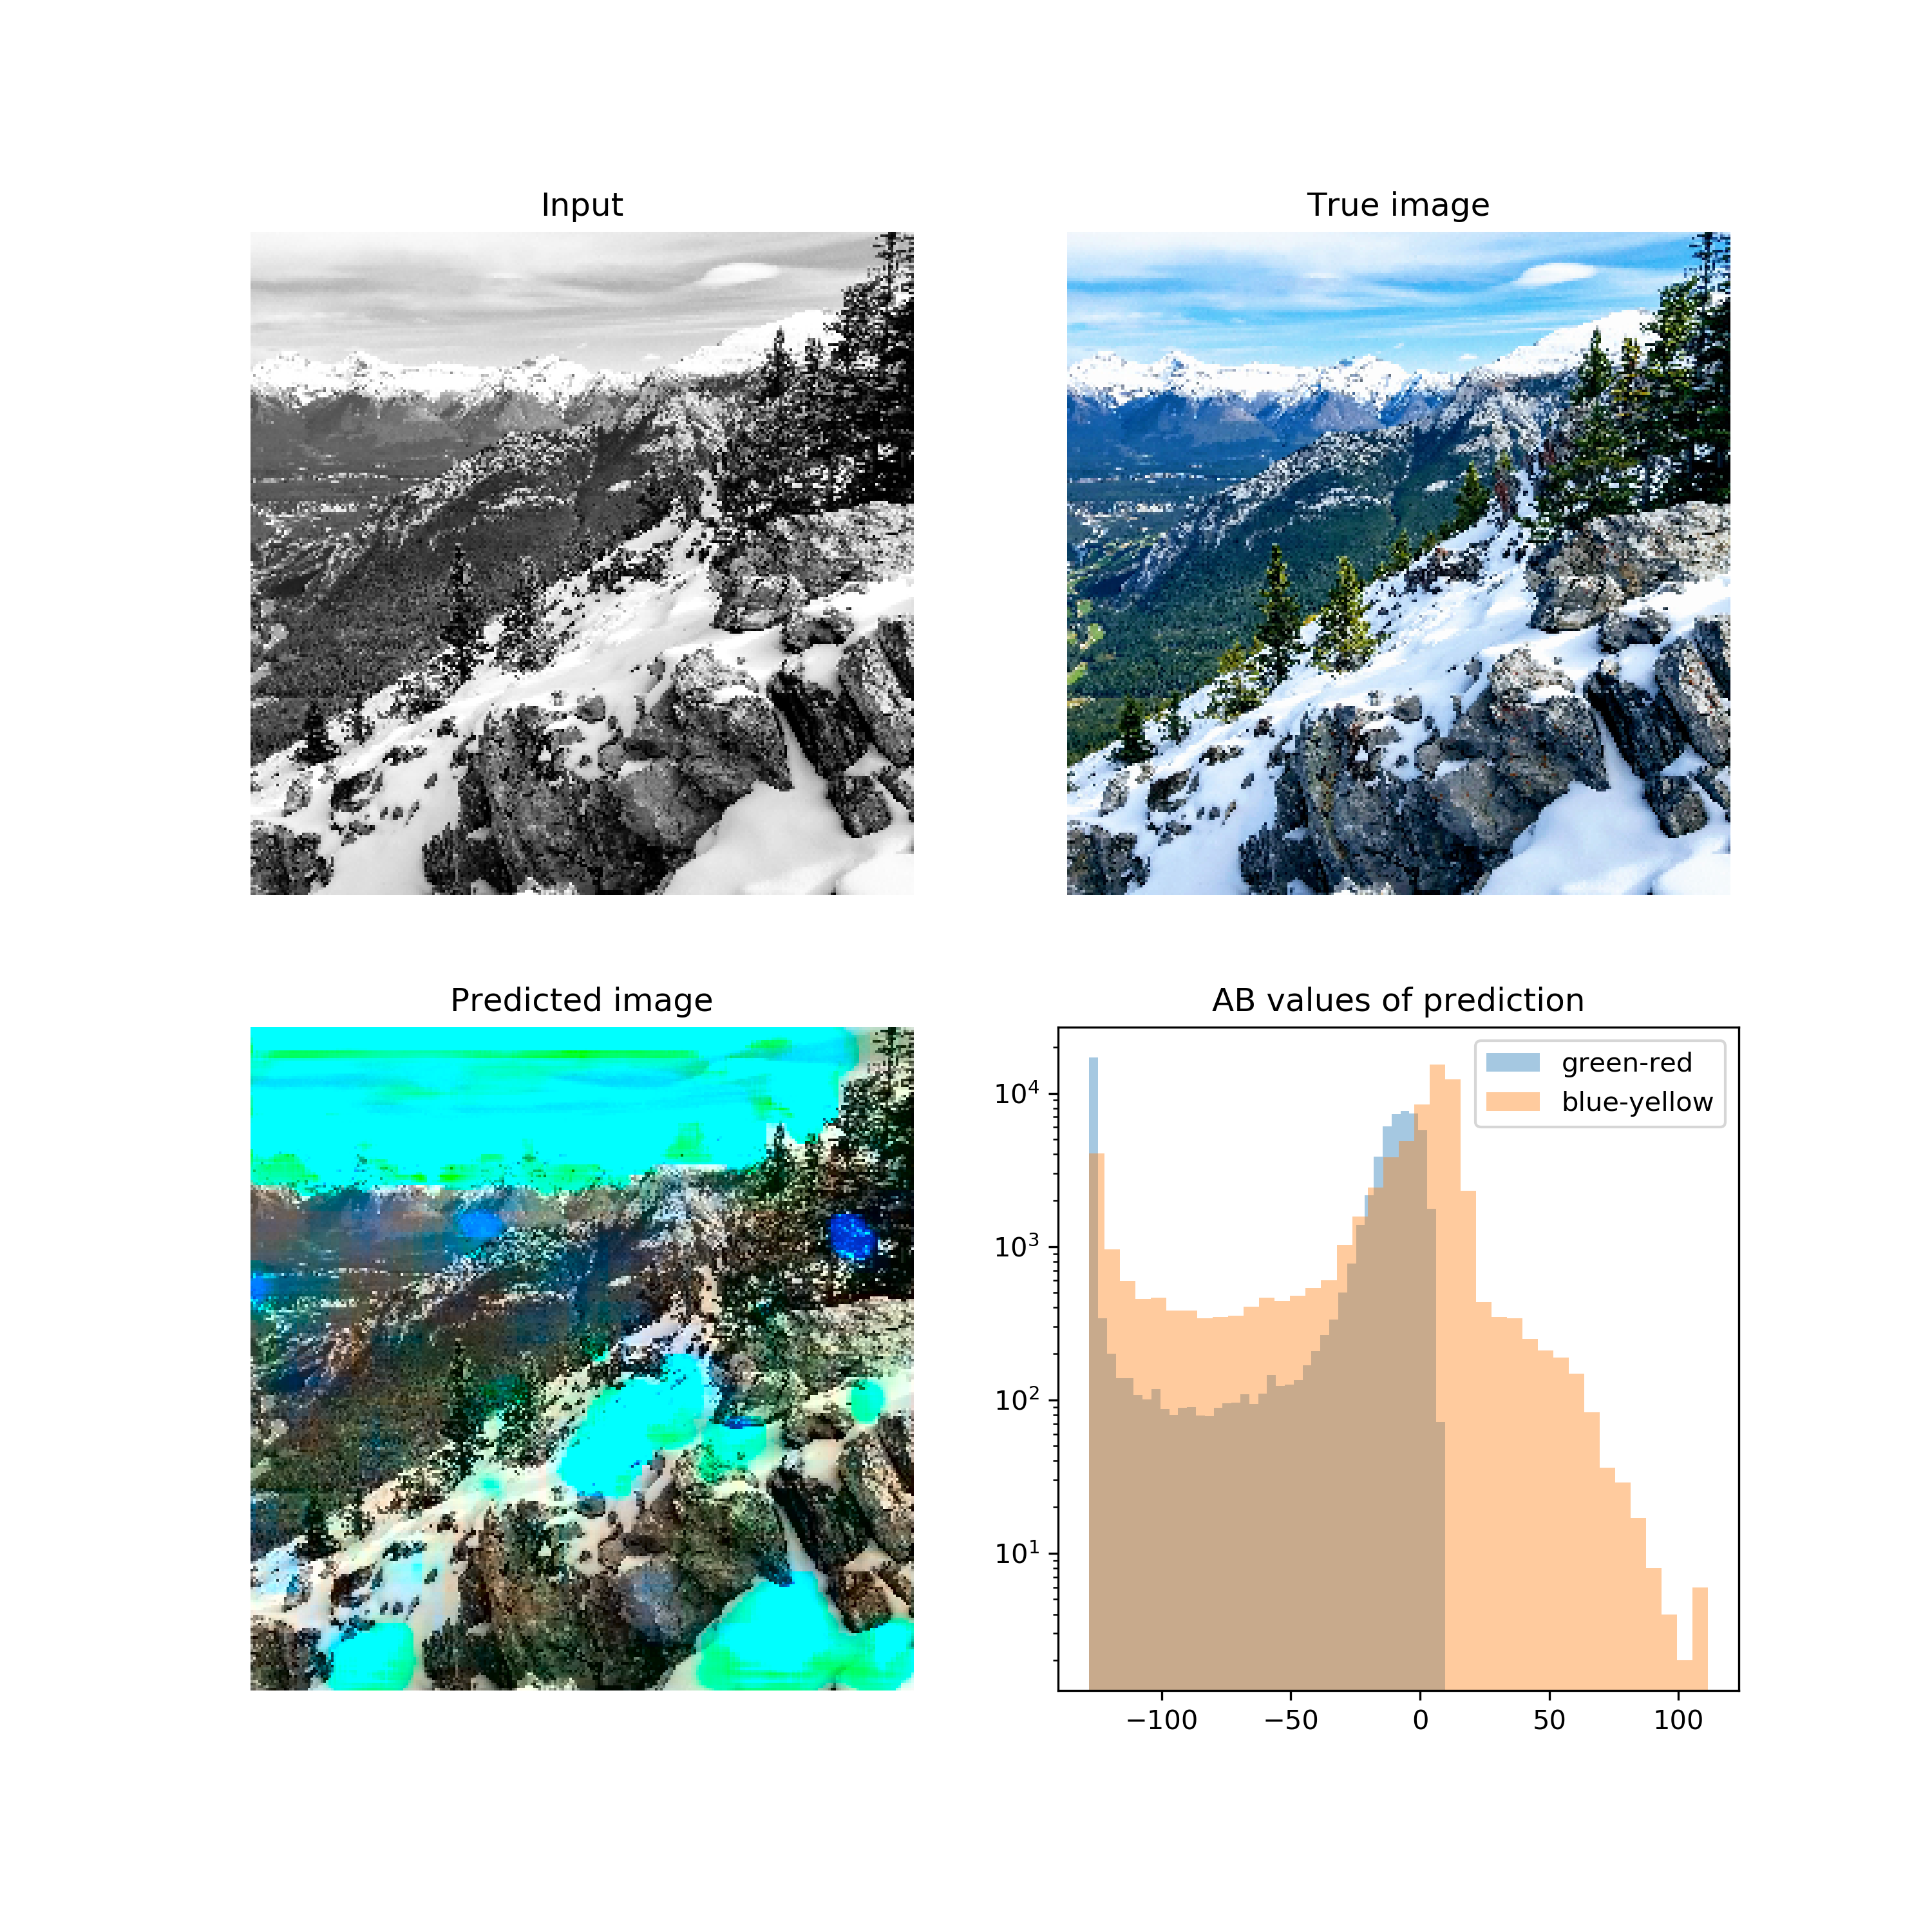 Input
True image
Predicted image
AB values of prediction
green-red
blue-yellow
10⁴
10³
10²
10¹
−100
−50
0
50
100